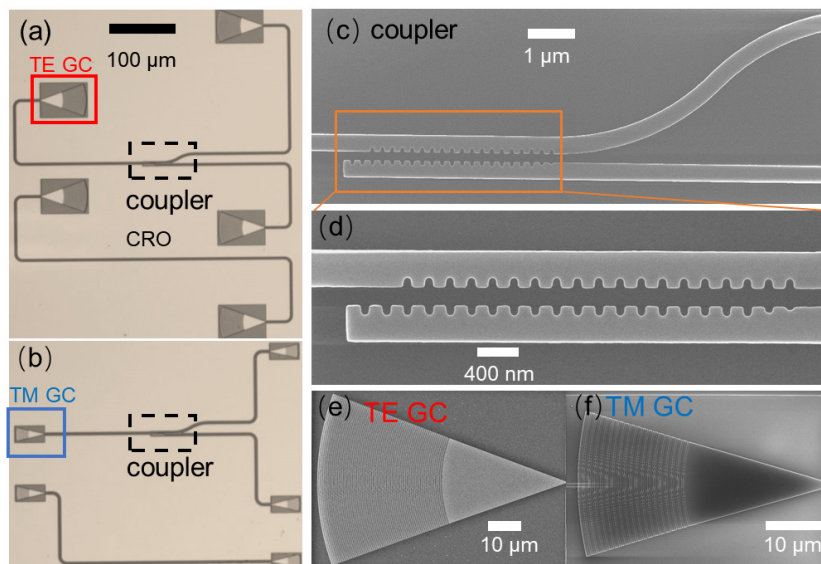 (a)
100 µm
TE GC
coupler
CRO
(b)
TM GC
coupler
(c) coupler
1 µm
(d)
400 nm
(e) TE GC
10 µm
(f) TM GC
10 µm